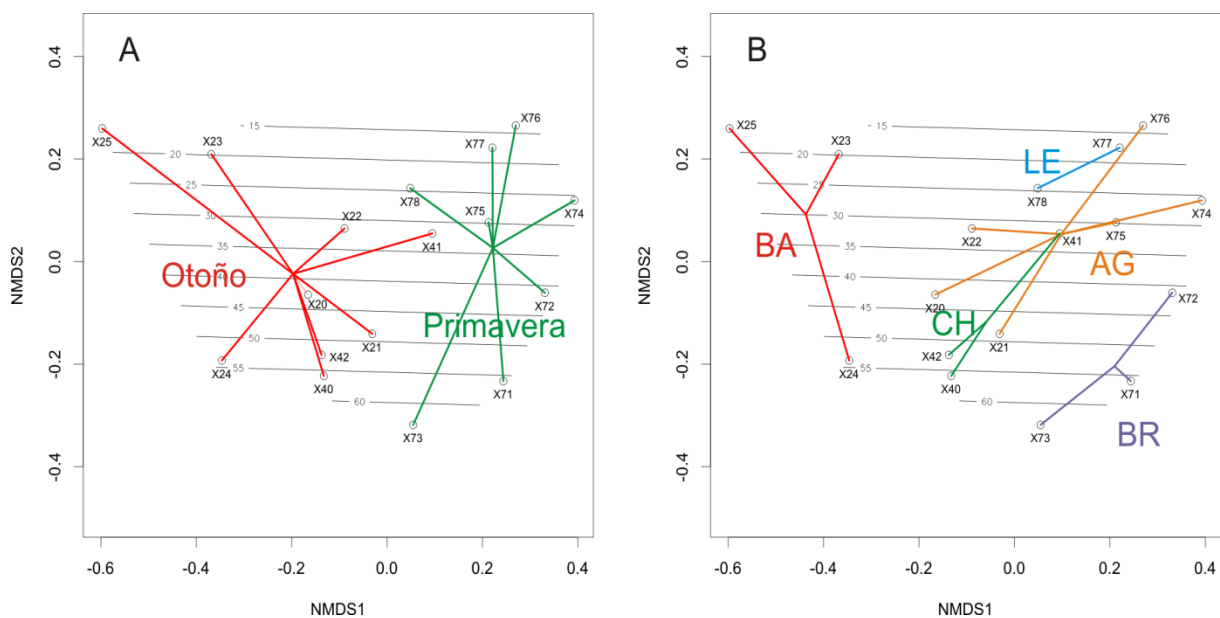 A
0.4
0.2
0.0
-0.2
-0.4
NMDS2
X76
- 15
X25
X23
X77
20
25
X78
X74
X75
30
X22
X41
35
Otoño
40
X20
X72
45
Primavera
X21
50
X42
X24
55
X40
X71
60
X73
-0.6
-0.4
-0.2
0.0
0.2
0.4
NMDS1
B
0.4
0.2
0.0
-0.2
-0.4
NMDS2
X76
-15
X25
X23
X77
LE
20
25
X78
X74
X75
30
X22
X41
BA
35
AG
40
X20
X72
45
CH
X21
50
X42
X24
55
X40
X71
60
BR
X73
-0.6
-0.4
-0.2
0.0
0.2
0.4
NMDS1